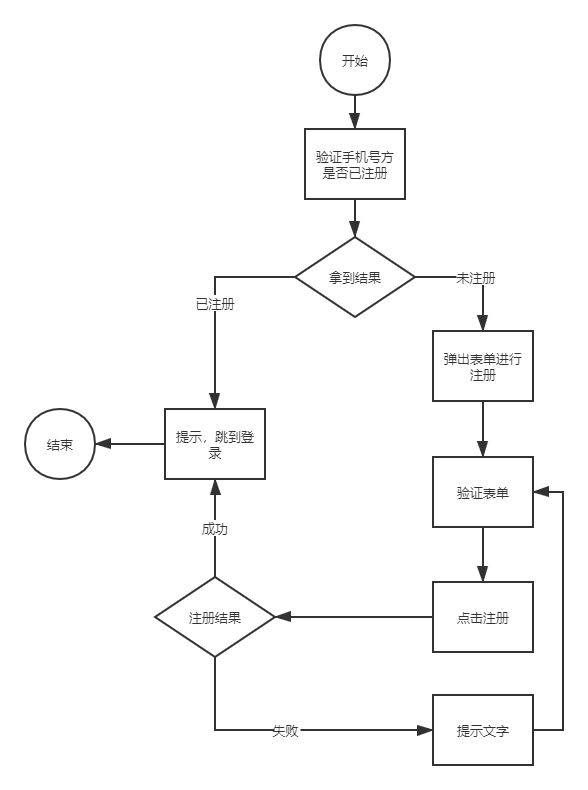 开始
验证手机号方
是否已注册
拿到结果
未注册
已注册
弹出表单进行
注册
提示，跳到登
录
结束
验证表单
成功
注册结果
点击注册
失败
提示文字